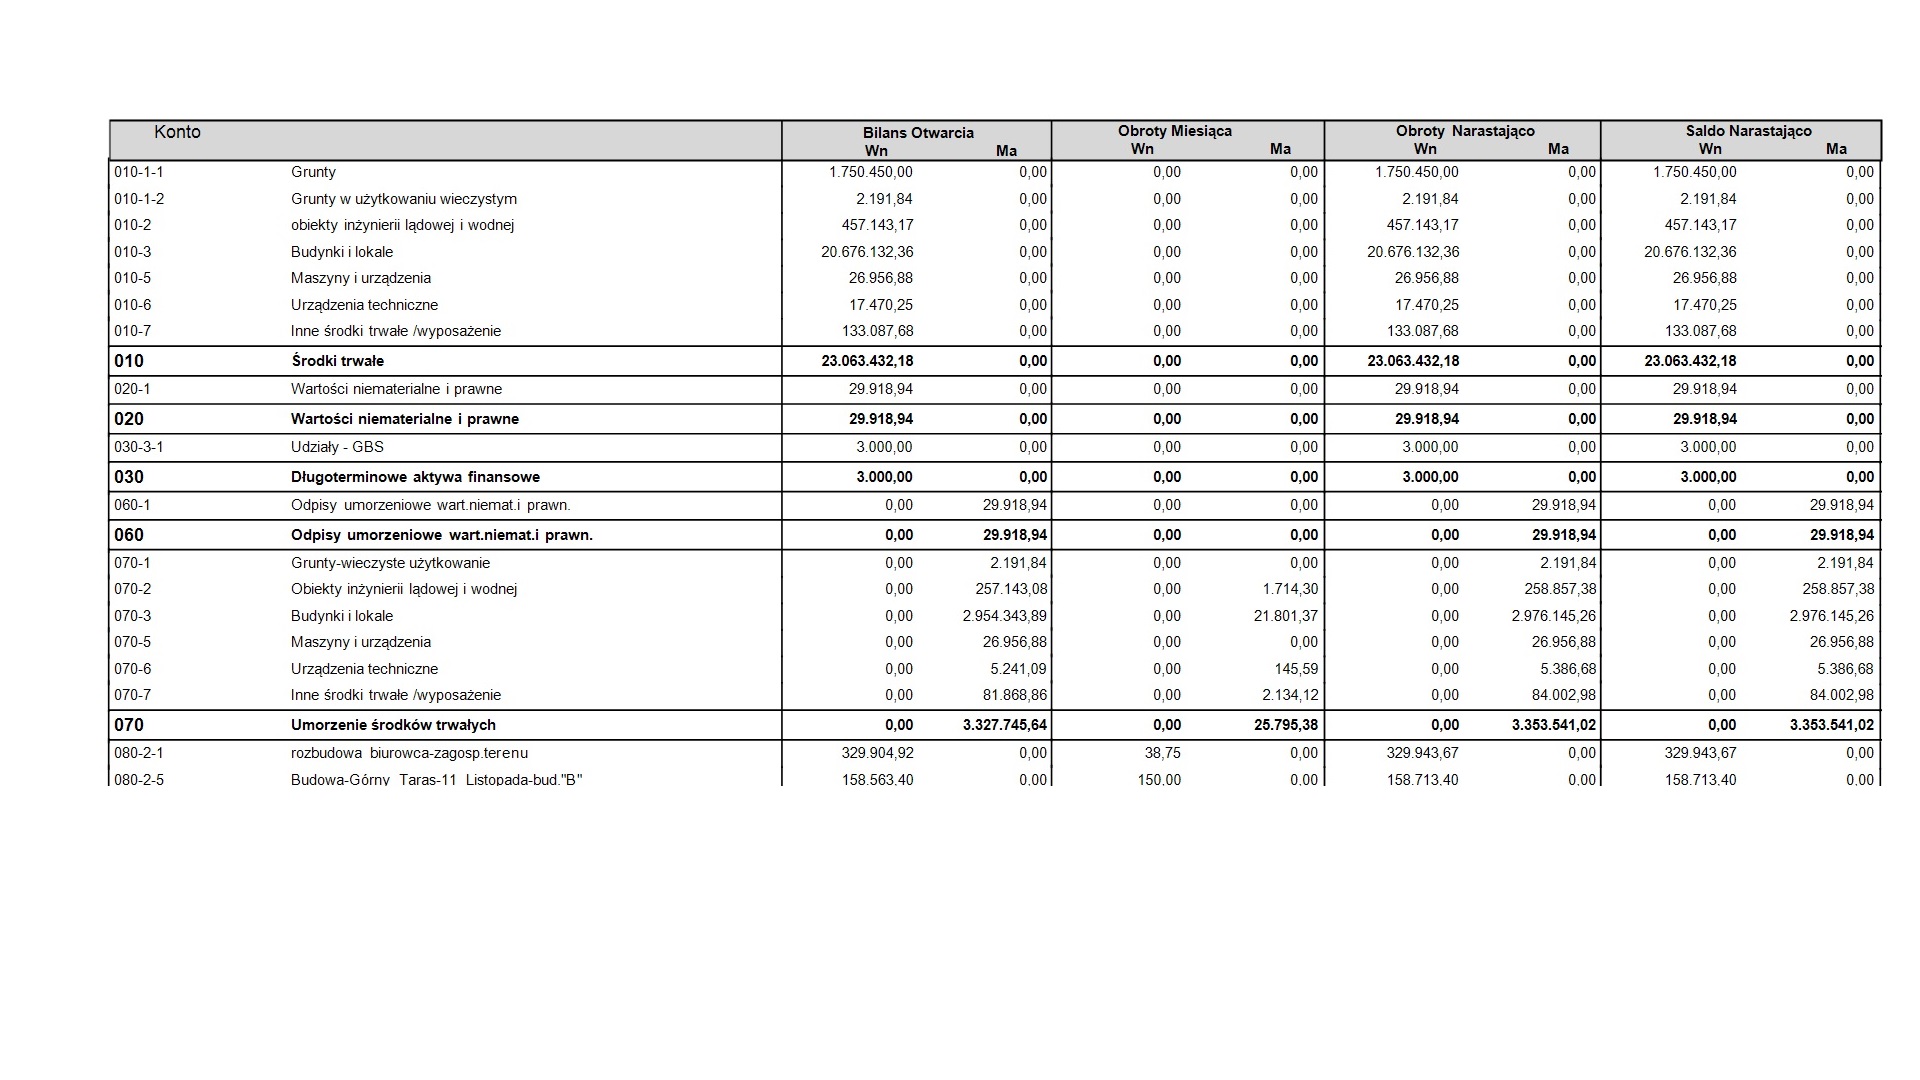 Konto Bilans Otwarcia Obroty Miesiąca Obroty Narastająco Saldo Narastająco
Wn Ma Wn Ma Wn Ma Wn Ma
010-1-1 Grunty 1.750.450,00 0,00 0,00 0,00 1.750.450,00 0,00 1.750.450,00 0,00
010-1-2 Grunty w użytkowaniu wieczystym 2.191,84 0,00 0,00 0,00 2.191,84 0,00 2.191,84 0,00
010-2 obiekty inżynierii lądowej i wodnej 457.143,17 0,00 0,00 0,00 457.143,17 0,00 457.143,17 0,00
010-3 Budynki i lokale 20.676.132,36 0,00 0,00 0,00 20.676.132,36 0,00 20.676.132,36 0,00
010-5 Maszyny i urządzenia 26.956,88 0,00 0,00 0,00 26.956,88 0,00 26.956,88 0,00
010-6 Urządzenia techniczne 17.470,25 0,00 0,00 0,00 17.470,25 0,00 17.470,25 0,00
010-7 Inne środki trwałe /wyposażenie 133.087,68 0,00 0,00 0,00 133.087,68 0,00 133.087,68 0,00
010 Środki trwałe 23.063.432,18 0,00 0,00 0,00 23.063.432,18 0,00 23.063.432,18 0,00
020-1 Wartości niematerialne i prawne 29.918,94 0,00 0,00 0,00 29.918,94 0,00 29.918,94 0,00
020 Wartości niematerialne i prawne 29.918,94 0,00 0,00 0,00 29.918,94 0,00 29.918,94 0,00
030-3-1 Udziały - GBS 3.000,00 0,00 0,00 0,00 3.000,00 0,00 3.000,00 0,00
030 Długoterminowe aktywa finansowe 3.000,00 0,00 0,00 0,00 3.000,00 0,00 3.000,00 0,00
060-1 Odpisy umorzeniowe wart.niemat.i prawn. 0,00 29.918,94 0,00 0,00 0,00 29.918,94 0,00 29.918,94
060 Odpisy umorzeniowe wart.niemat.i prawn. 0,00 29.918,94 0,00 0,00 0,00 29.918,94 0,00 29.918,94
070-1 Grunty-wieczyste użytkowanie 0,00 2.191,84 0,00 0,00 0,00 2.191,84 0,00 2.191,84
070-2 Obiekty inżynierii lądowej i wodnej 0,00 257.143,08 0,00 1.714,30 0,00 258.857,38 0,00 258.857,38
070-3 Budynki i lokale 0,00 2.954.343,89 0,00 21.801,37 0,00 2.976.145,26 0,00 2.976.145,26
070-5 Maszyny i urządzenia 0,00 26.956,88 0,00 0,00 0,00 26.956,88 0,00 26.956,88
070-6 Urządzenia techniczne 0,00 5.241,09 0,00 145,59 0,00 5.386,68 0,00 5.386,68
070-7 Inne środki trwałe /wyposażenie 0,00 81.868,86 0,00 2.134,12 0,00 84.002,98 0,00 84.002,98
070 Umorzenie środków trwałych 0,00 3.327.745,64 0,00 25.795,38 0,00 3.353.541,02 0,00 3.353.541,02
080-2-1 rozbudowa biurowca-zagosp.terenu 329.904,92 0,00 38,75 0,00 329.943,67 0,00 329.943,67 0,00
080-2-5 Budowa-Górny Taras-11 Listopada-bud."B" 158.563,40 0,00 150,00 0,00 158.713,40 0,00 158.713,40 0,00